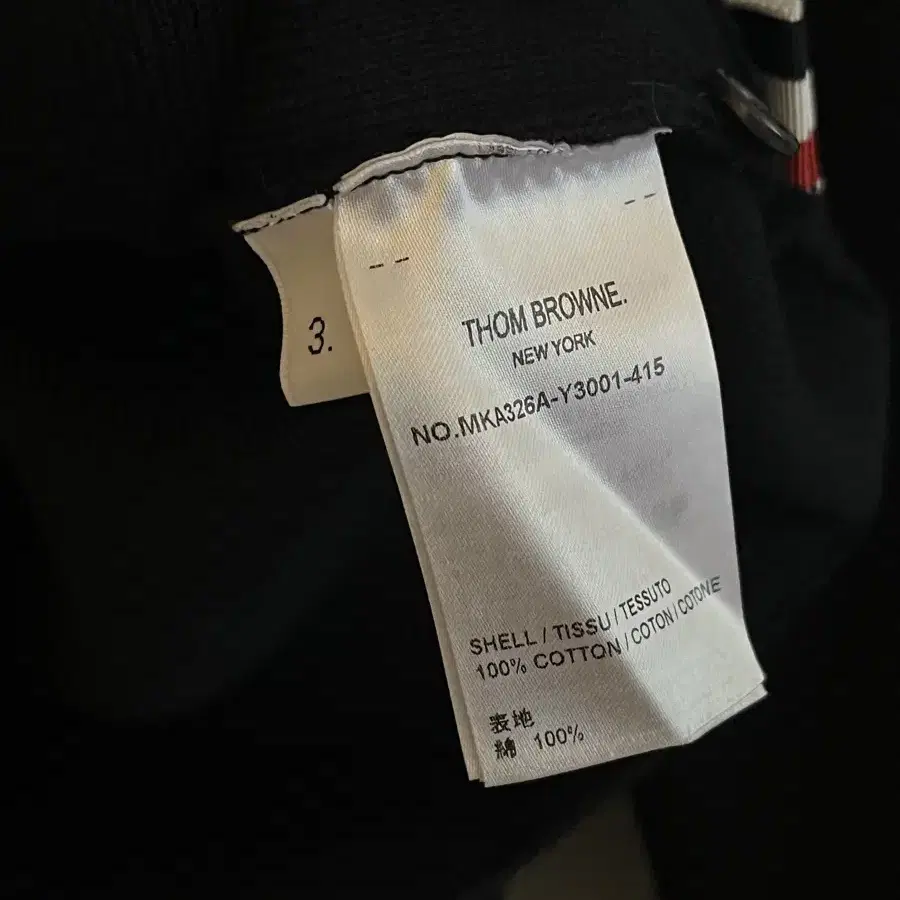 3.
THOM BROWNE.
NEW YORK
NO.MKA326A-Y3001-415
SHELL / TISSU / TESSUTO
100% COTTON / COTON / COTONE
表地
綿 100%